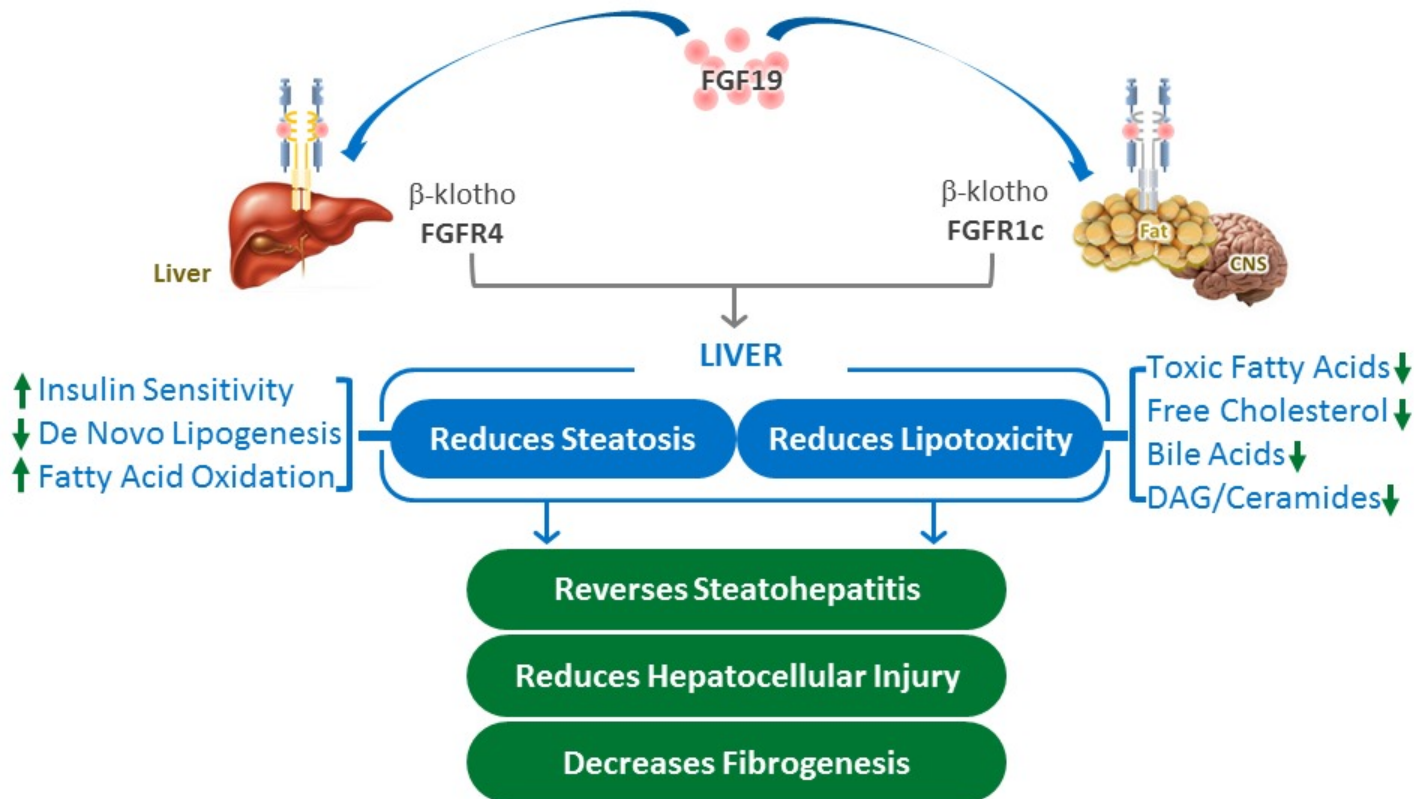 FGF19
β-klotho
FGFR4
β-klotho
FGFR1c
Liver
Fat
CNS
LIVER
Insulin Sensitivity
De Novo Lipogenesis
Fatty Acid Oxidation
Reduces Steatosis
Reduces Lipotoxicity
Toxic Fatty Acids
Free Cholesterol
Bile Acids
DAG/Ceramides
Reverses Steatohepatitis
Reduces Hepatocellular Injury
Decreases Fibrogenesis